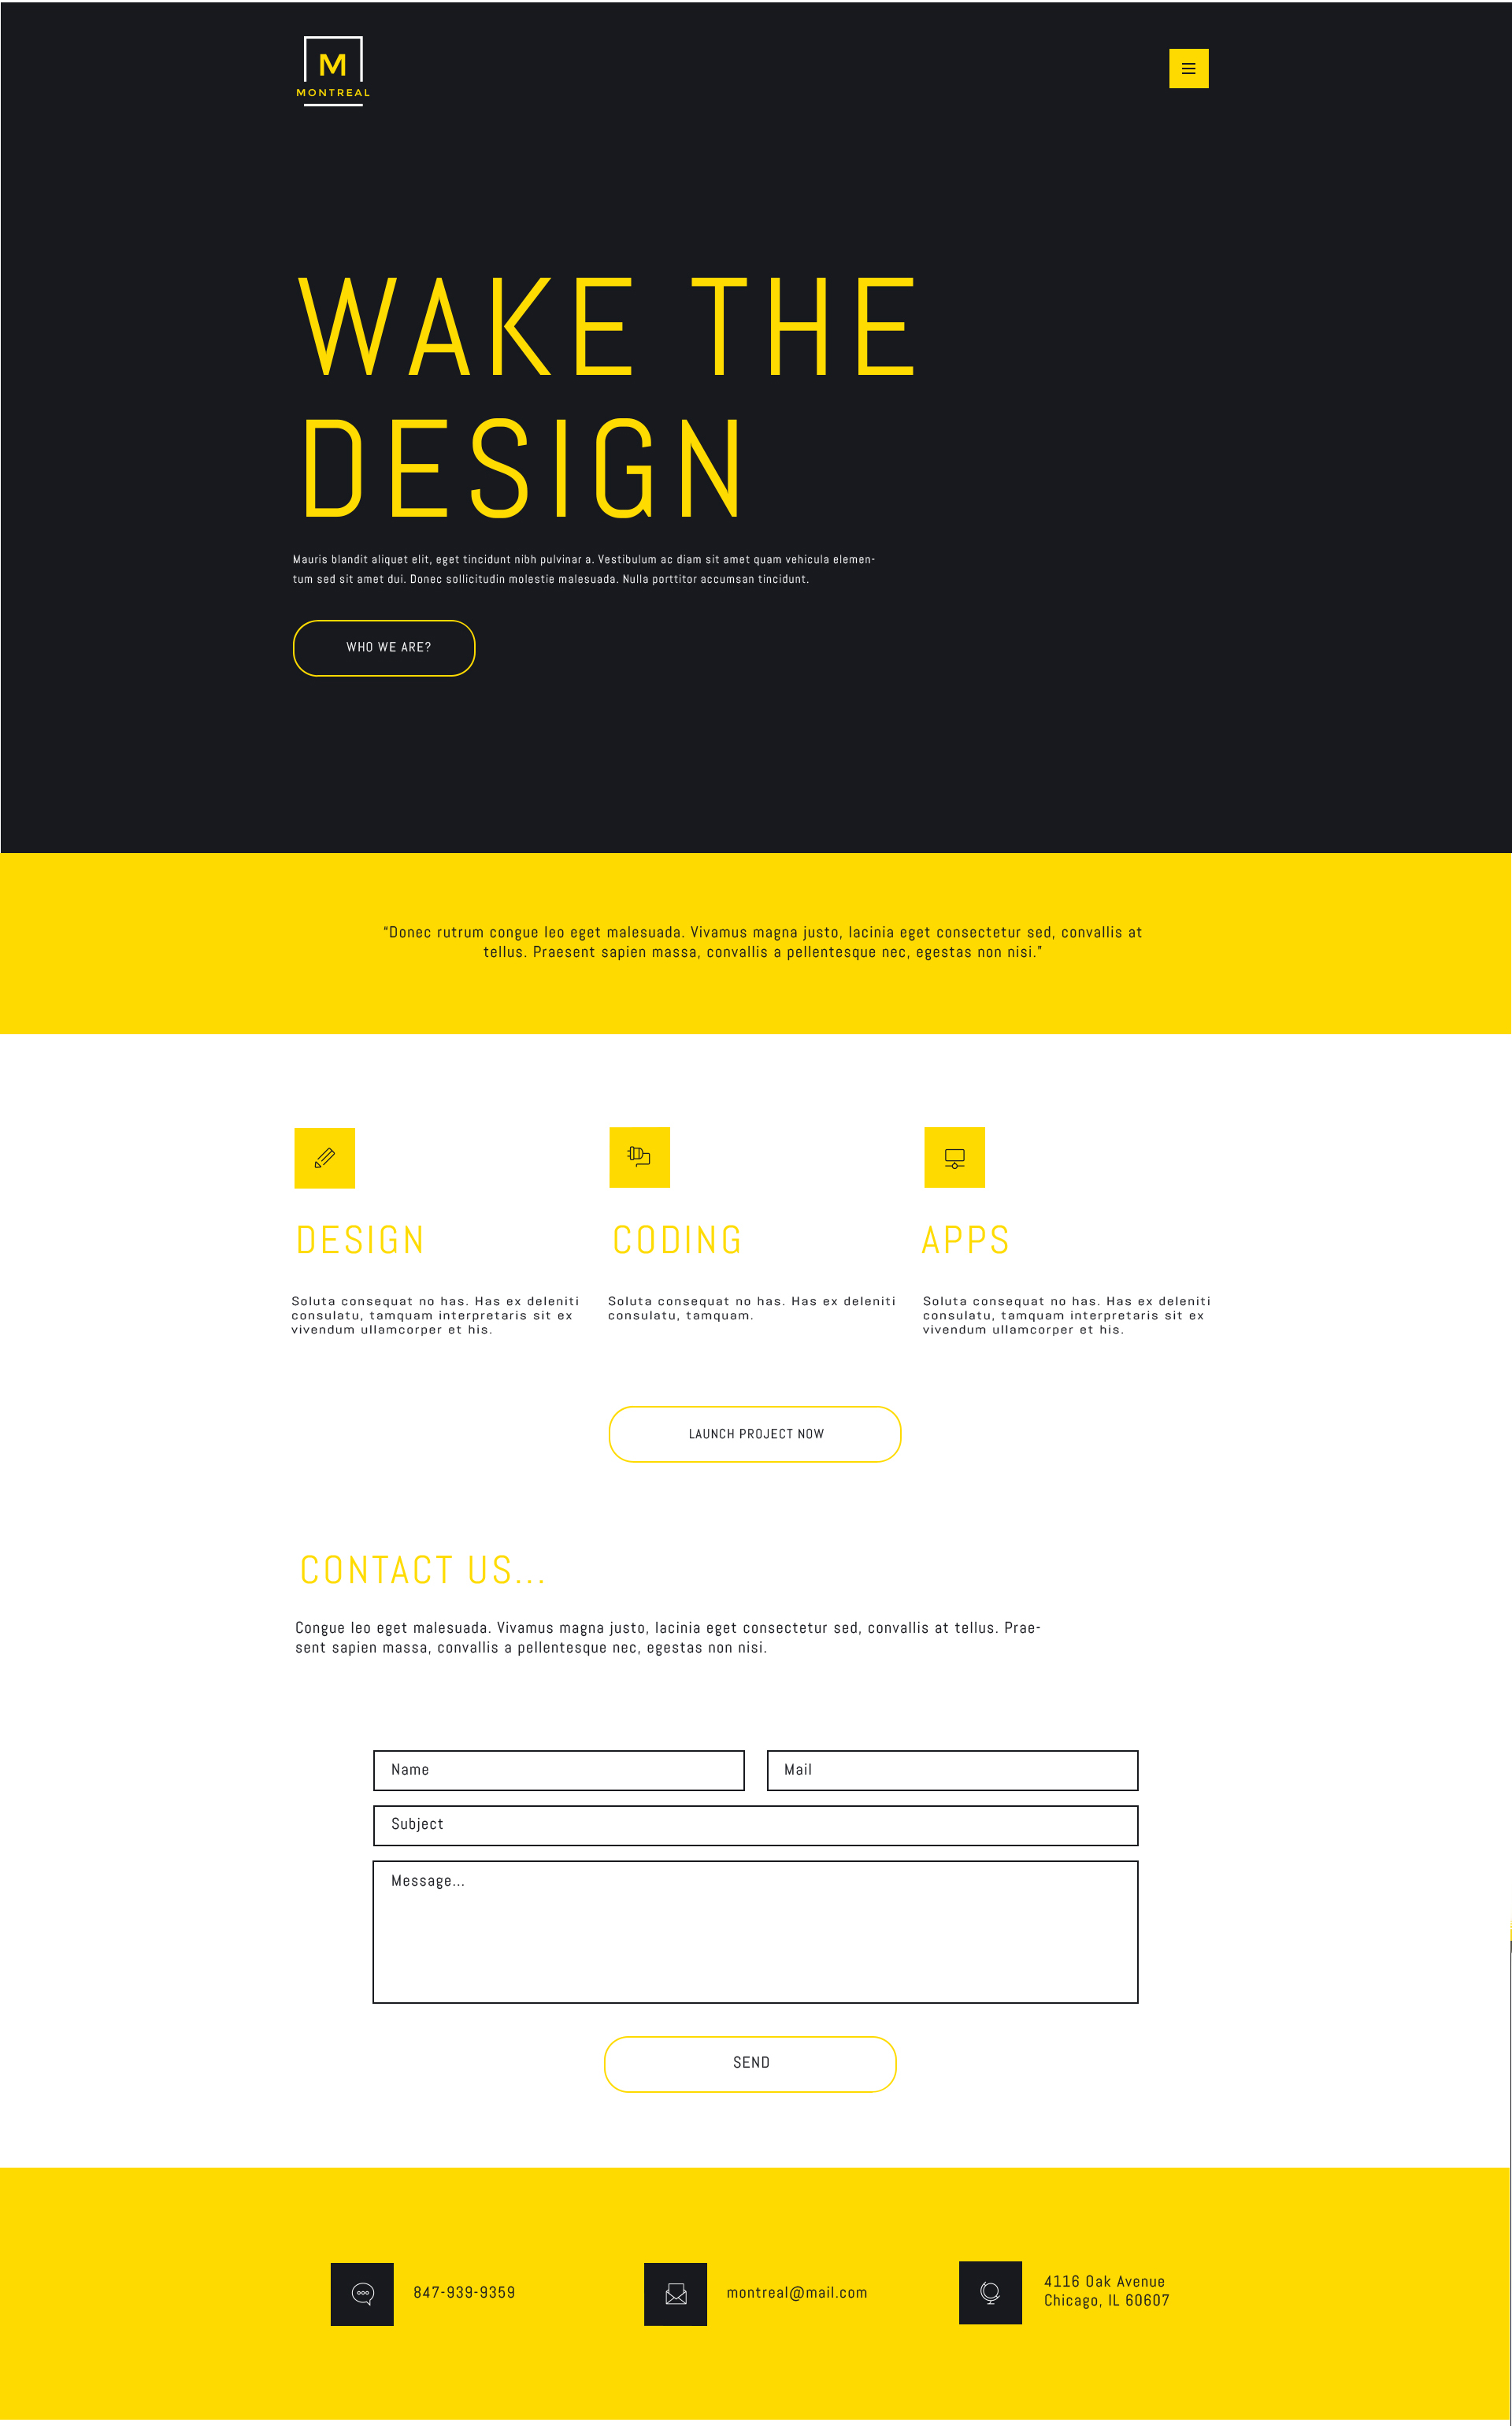 M
MONTREAL
WAKE THE
DESIGN
Mauris blandit aliquet elit, eget tincidunt nibh pulvinar a. Vestibulum ac diam sit amet quam vehicula elemen-
tum sed sit amet dui. Donec sollicitudin molestie malesuada. Nulla porttitor accumsan tincidunt.
WHO WE ARE?
“Donec rutrum congue leo eget malesuada. Vivamus magna justo, lacinia eget consectetur sed, convallis at
tellus. Praesent sapien massa, convallis a pellentesque nec, egestas non nisi.”
DESIGN
Soluta consequat no has. Has ex deleniti
consulatu, tamquam interpretaris sit ex
vivendum ullamcorper et his.
CODING
Soluta consequat no has. Has ex deleniti
consulatu, tamquam.
APPS
Soluta consequat no has. Has ex deleniti
consulatu, tamquam interpretaris sit ex
vivendum ullamcorper et his.
LAUNCH PROJECT NOW
CONTACT US...
Congue leo eget malesuada. Vivamus magna justo, lacinia eget consectetur sed, convallis at tellus. Prae-
sent sapien massa, convallis a pellentesque nec, egestas non nisi.
Name
Mail
Subject
Message...
SEND
847-939-9359
montreal@mail.com
4116 Oak Avenue
Chicago, IL 60607